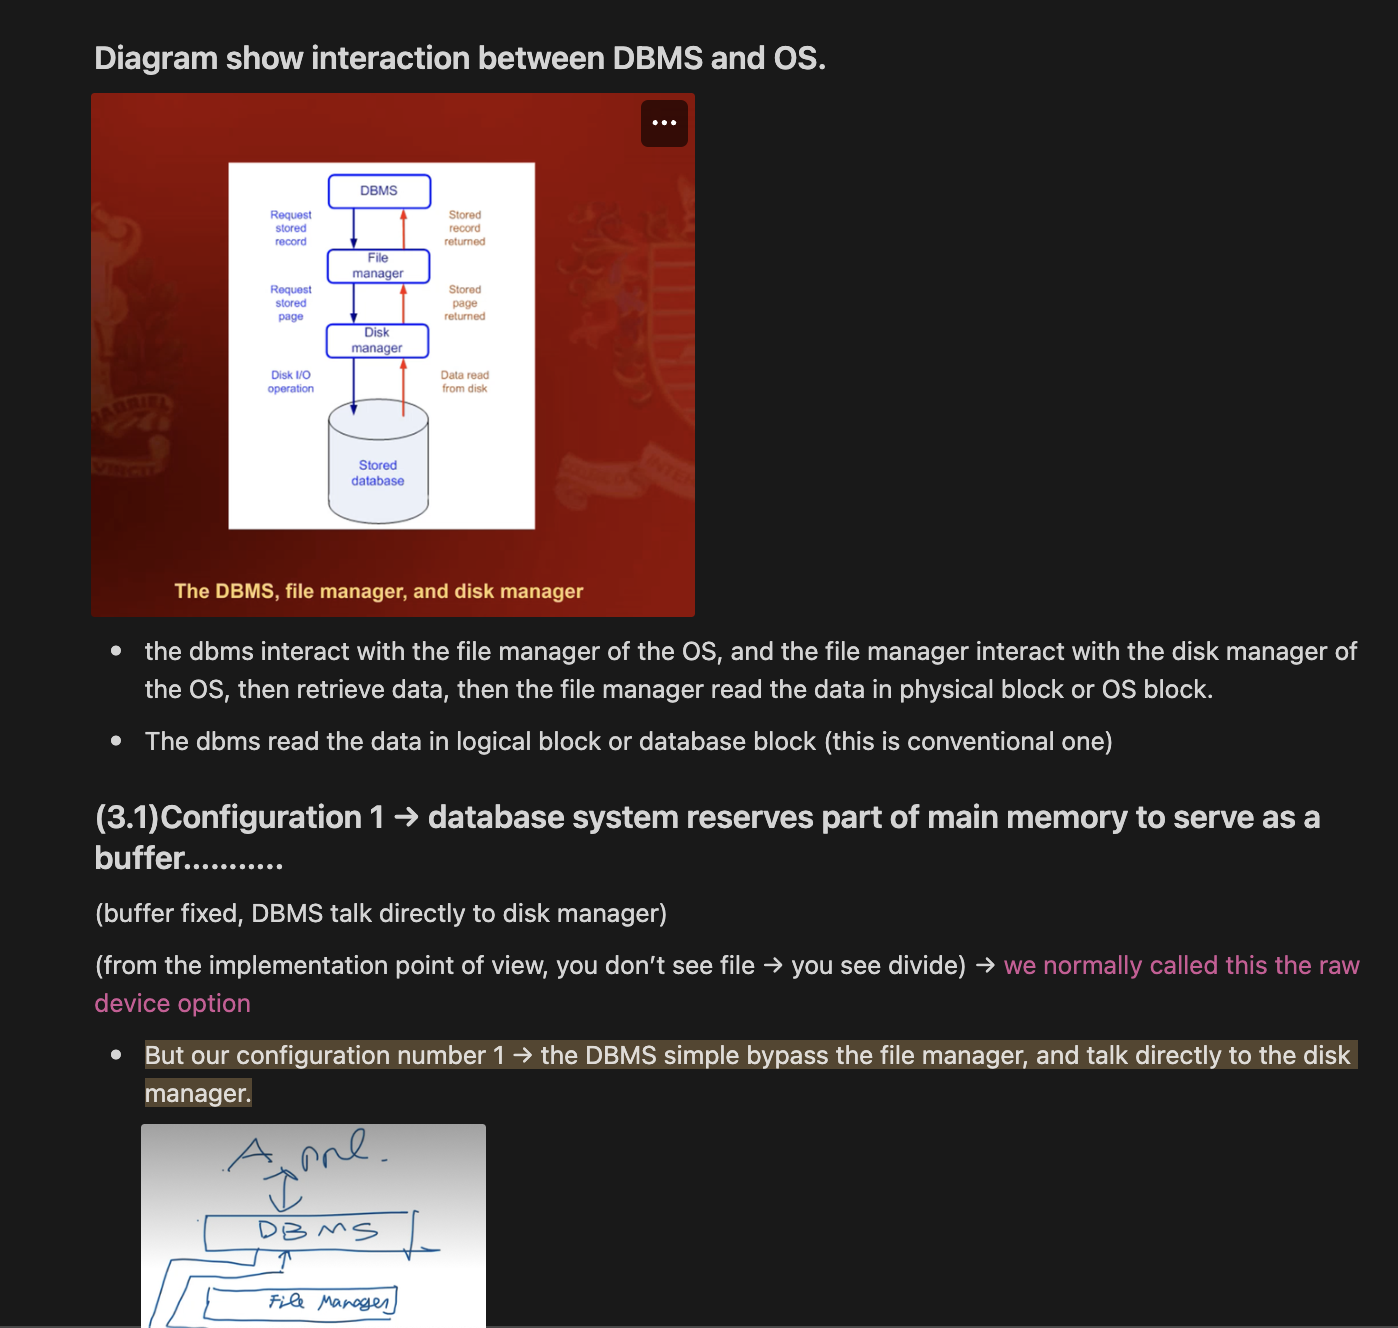 Diagram show interaction between DBMS and OS.
DBMS
Request
stored
record
Stored
record
returned
File
manager
Request
stored
page
Stored
page
returned
Disk
manager
Disk I/O
operation
Data read
from disk
Stored
database
The DBMS, file manager, and disk manager
the dbms interact with the file manager of the OS, and the file manager interact with the disk manager of
the OS, then retrieve data, then the file manager read the data in physical block or OS block.
The dbms read the data in logical block or database block (this is conventional one)
(3.1)Configuration 1 → database system reserves part of main memory to serve as a
buffer...........
(buffer fixed, DBMS talk directly to disk manager)
(from the implementation point of view, you don’t see file → you see divide) → we normally called this the raw
device option
But our configuration number 1 → the DBMS simple bypass the file manager, and talk directly to the disk
manager.
Appl.
DBMS
File Manager